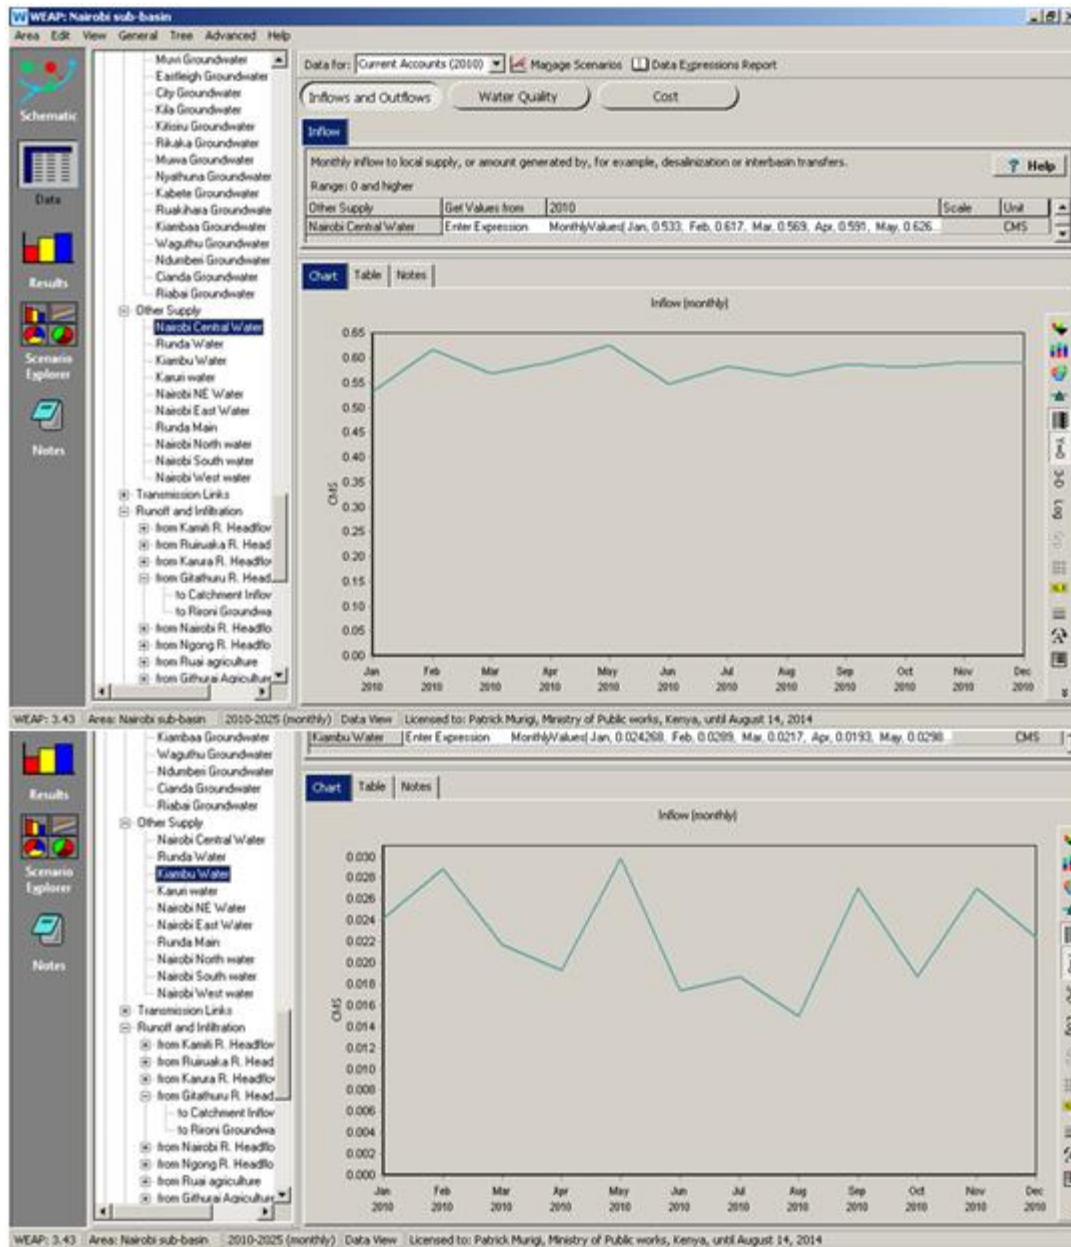 WEAP: Nairobi sub-basin
Area Edit View General Tree Advanced Help
Schematic
Data
Results
Scenario
Explorer
Notes
Muvi Groundwater
Eastleigh Groundwater
City Groundwater
Kila Groundwater
Kitisiru Groundwater
Rikaka Groundwater
Muwa Groundwater
Nyathuna Groundwater
Kabete Groundwater
Ruakihara Groundwate
Kiambaa Groundwater
Waguthu Groundwater
Ndumberi Groundwater
Cianda Groundwater
Riabai Groundwater
Other Supply
Nairobi Central Water
Runda Water
Kiambu Water
Karuri water
Nairobi NE Water
Nairobi East Water
Runda Main
Nairobi North water
Nairobi South water
Nairobi West water
Transmission Links
Runoff and Infiltration
from Kamiti R. Headflov
from Ruiruaka R. Head
from Karura R. Headflov
from Gitathuru R. Head
to Catchment Inflov
to Rironi Groundwa
from Nairobi R. Headflo
from Ngong R. Headflo
from Ruai agriculture
from Githurai Agriculture
Data for: Current Accounts (2010) Manage Scenarios Data Expressions Report
Inflows and Outflows Water Quality Cost
Inflow
Monthly inflow to local supply, or amount generated by, for example, desalinization or interbasin transfers.
Help
Range: 0 and higher
Other Supply Get Values from 2010 Scale Unit
Nairobi Central Water Enter Expression MonthlyValues( Jan, 0.533, Feb, 0.617, Mar, 0.569, Apr, 0.591, May, 0.626... CMS
Chart Table Notes
Inflow (monthly)
0.65
0.60
0.55
0.50
0.45
0.40
0.35
0.30
0.25
0.20
0.15
0.10
0.05
0.00
CMS
Jan Feb Mar Apr May Jun Jul Aug Sep Oct Nov Dec
2010 2010 2010 2010 2010 2010 2010 2010 2010 2010 2010 2010
Y=0
3-D
Log
WEAP: 3.43 Area: Nairobi sub-basin 2010-2025 (monthly) Data View Licensed to: Patrick Murigi, Ministry of Public works, Kenya, until August 14, 2014
Results
Scenario
Explorer
Notes
Kiambaa Groundwater
Waguthu Groundwater
Ndumberi Groundwater
Cianda Groundwater
Riabai Groundwater
Other Supply
Nairobi Central Water
Runda Water
Kiambu Water
Karuri water
Nairobi NE Water
Nairobi East Water
Runda Main
Nairobi North water
Nairobi South water
Nairobi West water
Transmission Links
Runoff and Infiltration
from Kamiti R. Headflov
from Ruiruaka R. Head
from Karura R. Headflov
from Gitathuru R. Head
to Catchment Inflov
to Rironi Groundwa
from Nairobi R. Headflo
from Ngong R. Headflo
from Ruai agriculture
from Githurai Agriculture
Kiambu Water Enter Expression MonthlyValues( Jan, 0.024268, Feb, 0.0289, Mar, 0.0217, Apr, 0.0193, May, 0.0298... CMS
Chart Table Notes
Inflow (monthly)
0.030
0.028
0.026
0.024
0.022
0.020
0.018
0.016
0.014
0.012
0.010
0.008
0.006
0.004
0.002
0.000
CMS
Jan Feb Mar Apr May Jun Jul Aug Sep Oct Nov Dec
2010 2010 2010 2010 2010 2010 2010 2010 2010 2010 2010 2010
WEAP: 3.43 Area: Nairobi sub-basin 2010-2025 (monthly) Data View Licensed to: Patrick Murigi, Ministry of Public works, Kenya, until August 14, 2014